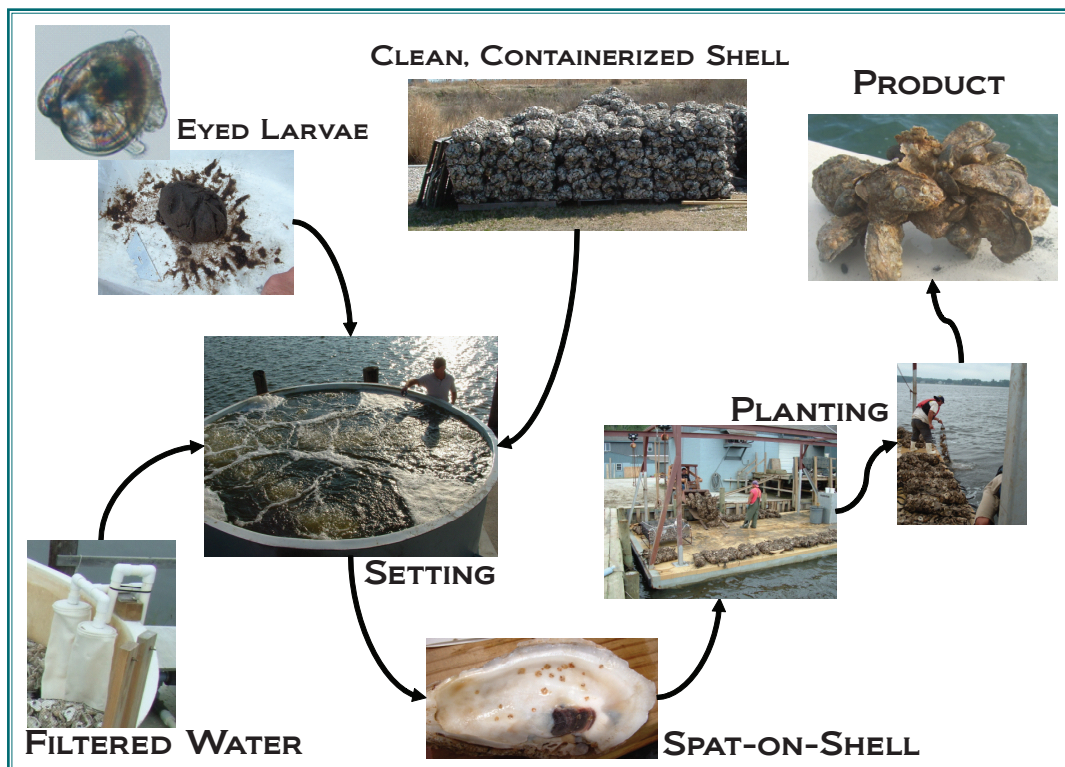 Clean, Containerized Shell
Product
Eyed Larvae
Planting
Setting
Filtered Water
Spat-on-Shell